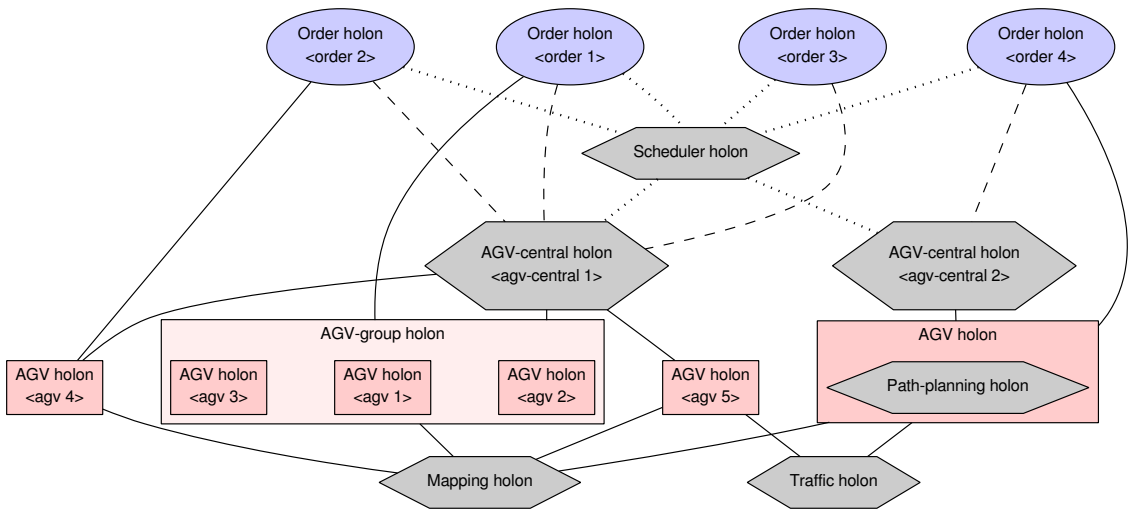 Order holon
<order 2>
Order holon
<order 1>
Order holon
<order 3>
Order holon
<order 4>
Scheduler holon
AGV-central holon
<agv-central 1>
AGV-central holon
<agv-central 2>
AGV-group holon
AGV holon
AGV holon
<agv 4>
AGV holon
<agv 3>
AGV holon
<agv 1>
AGV holon
<agv 2>
AGV holon
<agv 5>
Path-planning holon
Mapping holon
Traffic holon